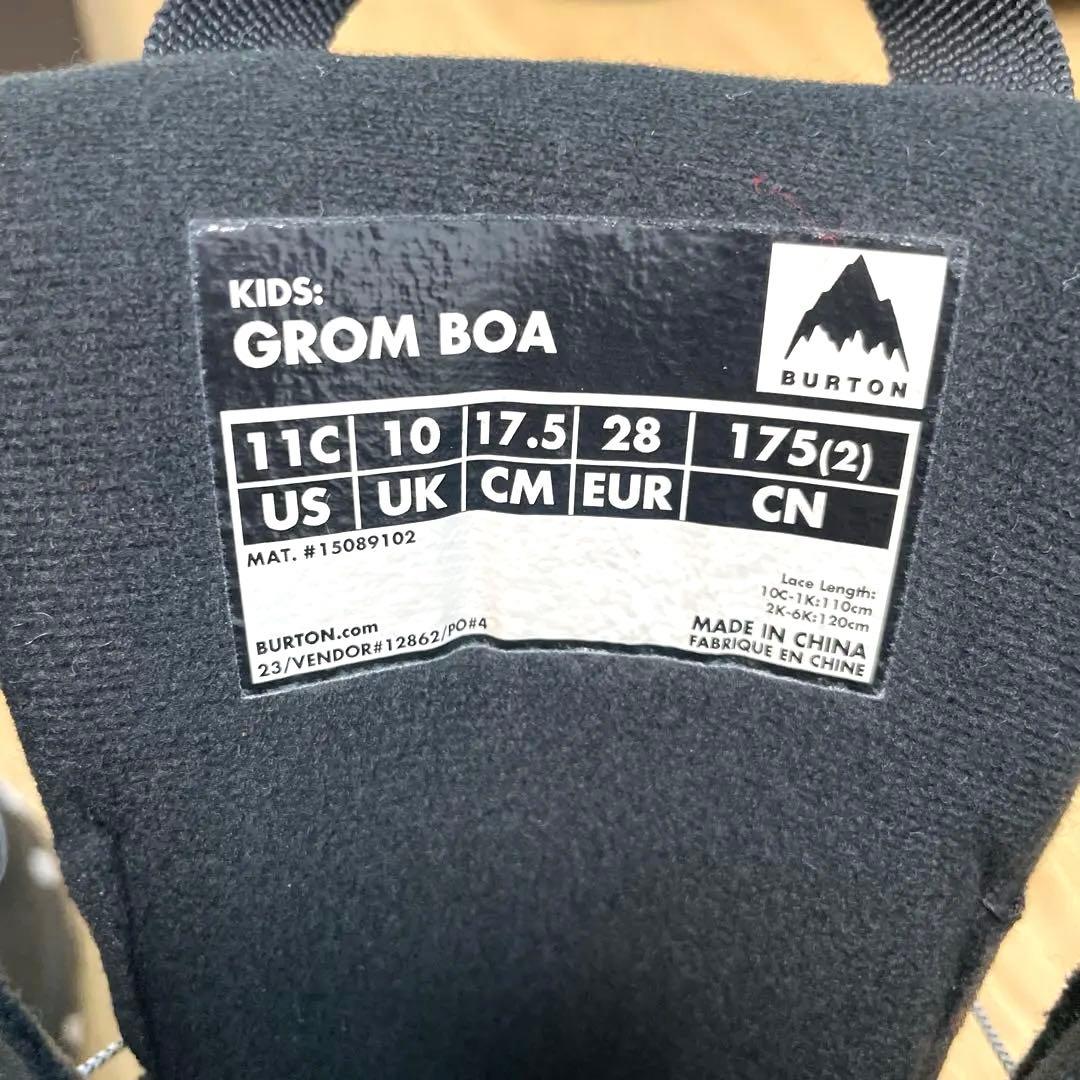 KIDS:
GROM BOA
BURTON
11C 10 17.5 28 175(2)
US UK CM EUR CN
MAT. #15089102
Lace Length:
10C-1K:110cm
2K-6K:120cm
BURTON.com
23/VENDOR#12862/PO#4
MADE IN CHINA
FABRIQUE EN CHINE